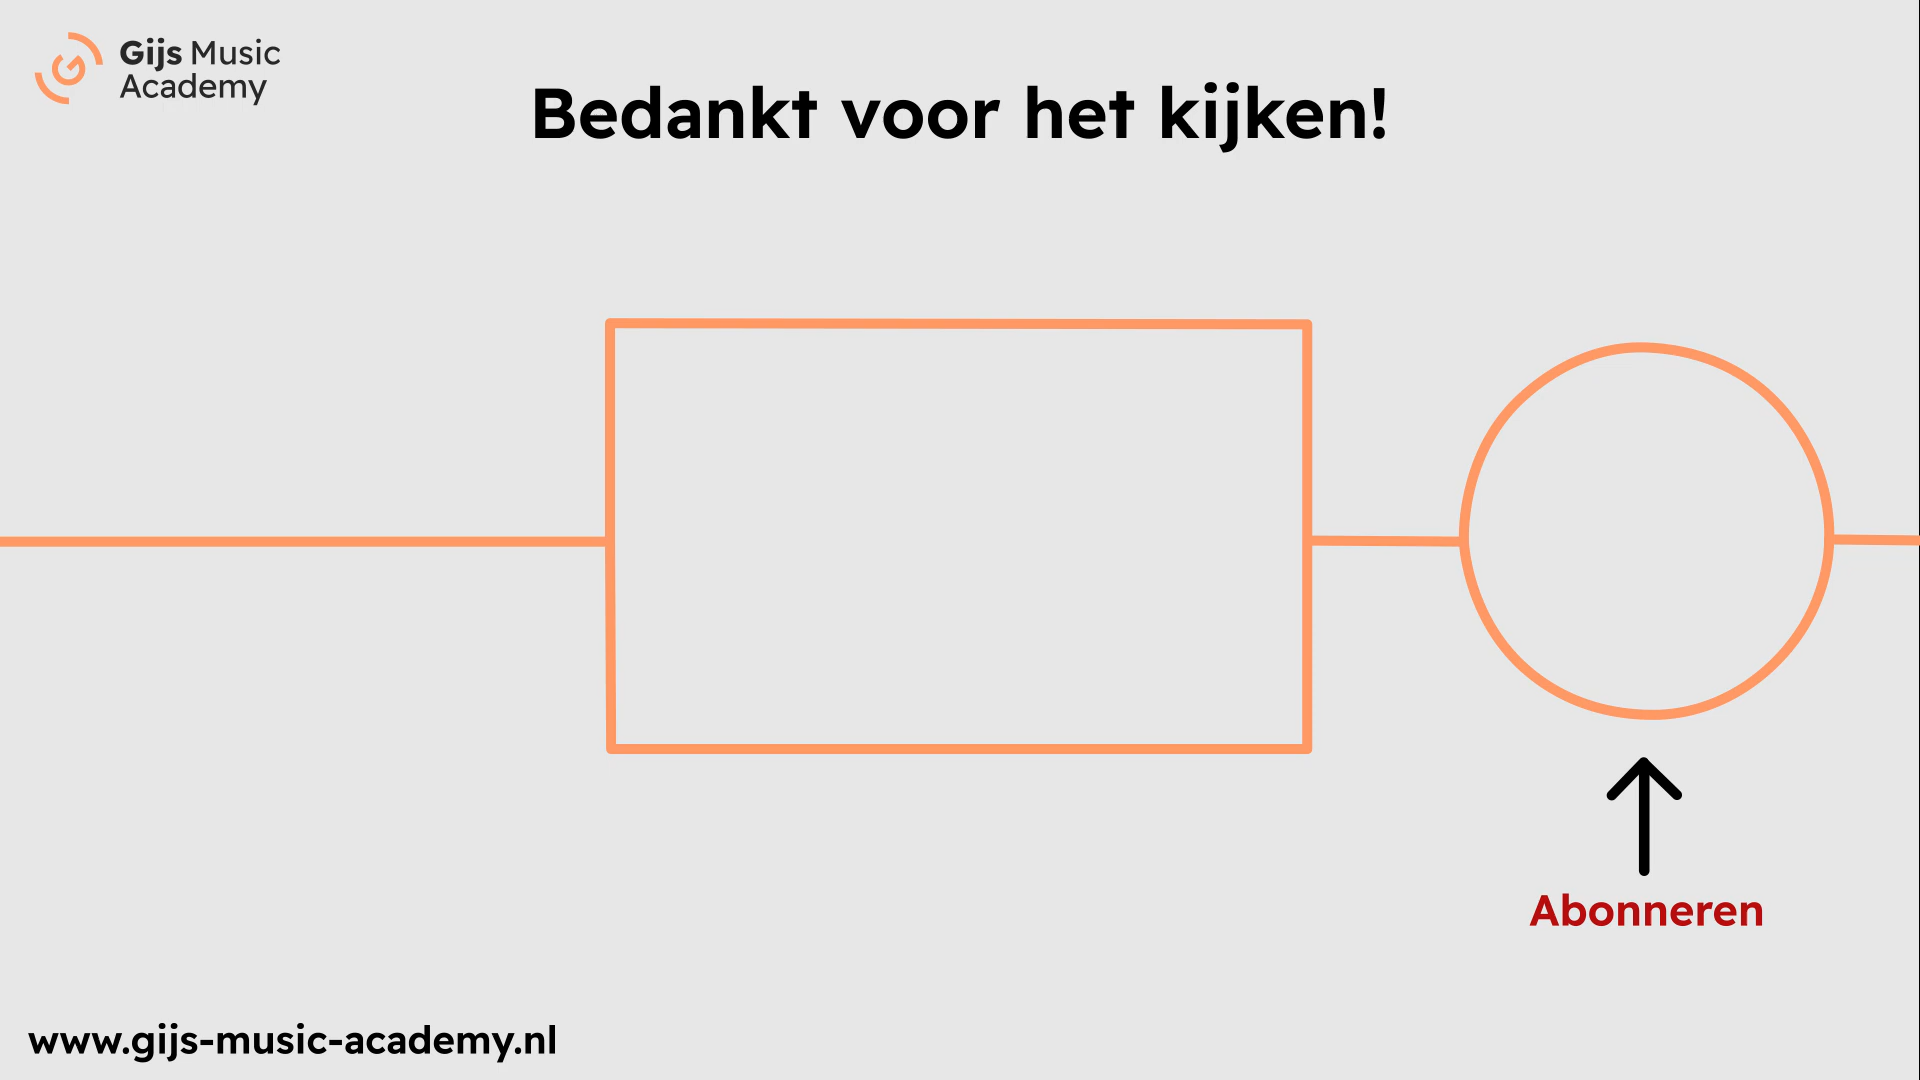 Gijs Music
Academy
Bedankt voor het kijken!
Abonneren
www.gijs-music-academy.nl